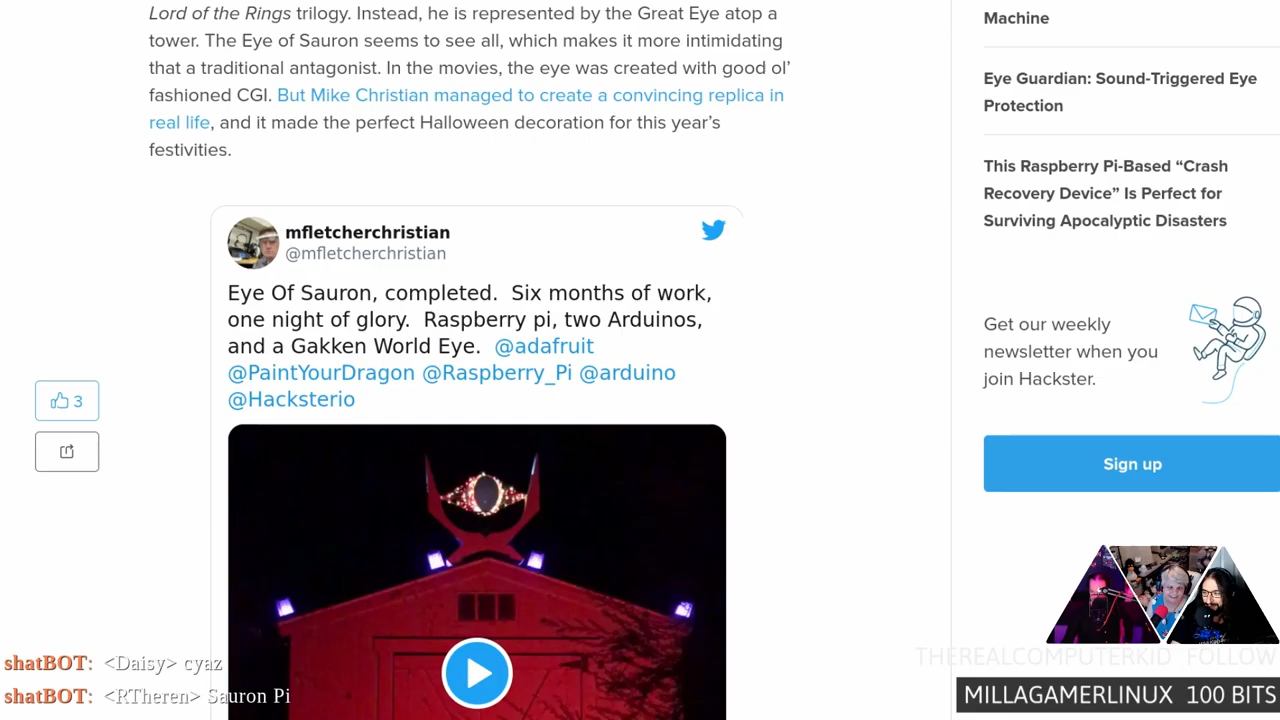 Lord of the Rings trilogy. Instead, he is represented by the Great Eye atop a
tower. The Eye of Sauron seems to see all, which makes it more intimidating
that a traditional antagonist. In the movies, the eye was created with good ol’
fashioned CGI. But Mike Christian managed to create a convincing replica in
real life, and it made the perfect Halloween decoration for this year’s
festivities.
mfletcherchristian
@mfletcherchristian
Eye Of Sauron, completed.  Six months of work,
one night of glory.  Raspberry pi, two Arduinos,
and a Gakken World Eye.  @adafruit
@PaintYourDragon @Raspberry_Pi @arduino
@Hacksterio
3
Machine
Eye Guardian: Sound-Triggered Eye
Protection
This Raspberry Pi-Based “Crash
Recovery Device” Is Perfect for
Surviving Apocalyptic Disasters
Get our weekly
newsletter when you
join Hackster.
Sign up
shatBOT: <Daisy> cyaz
shatBOT: <RTheren> Sauron Pi
THEREALCOMPUTERKID FOLLOW
MILLAGAMERLINUX 100 BITS